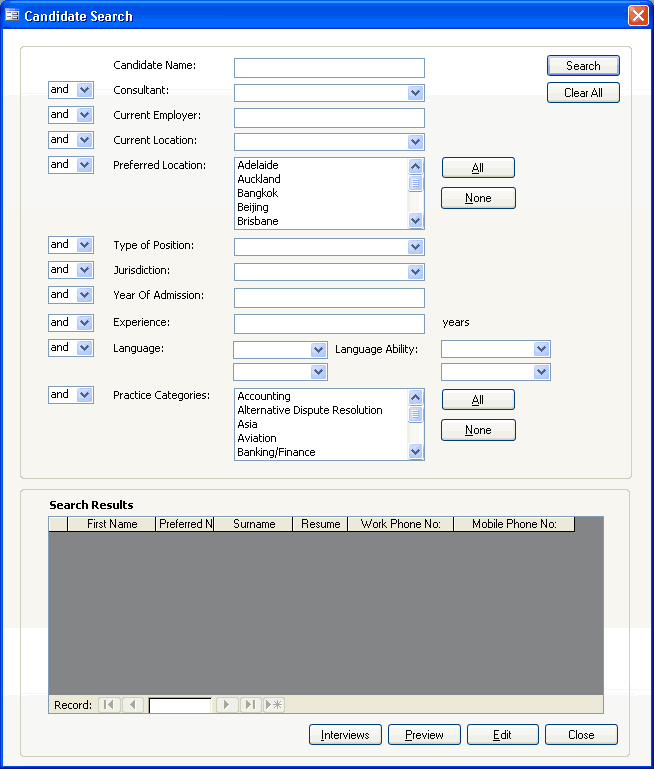 Candidate Search
Candidate Name:
Search
and Consultant:
Clear All
and Current Employer:
and Current Location:
and Preferred Location:
Adelaide
Auckland
Bangkok
Beijing
Brisbane
All
None
and Type of Position:
and Jurisdiction:
and Year Of Admission:
and Experience: years
and Language: Language Ability:
and Practice Categories:
Accounting
Alternative Dispute Resolution
Asia
Aviation
Banking/Finance
All
None
Search Results
First Name Preferred N Surname Resume Work Phone No: Mobile Phone No:
Record:
Interviews Preview Edit Close